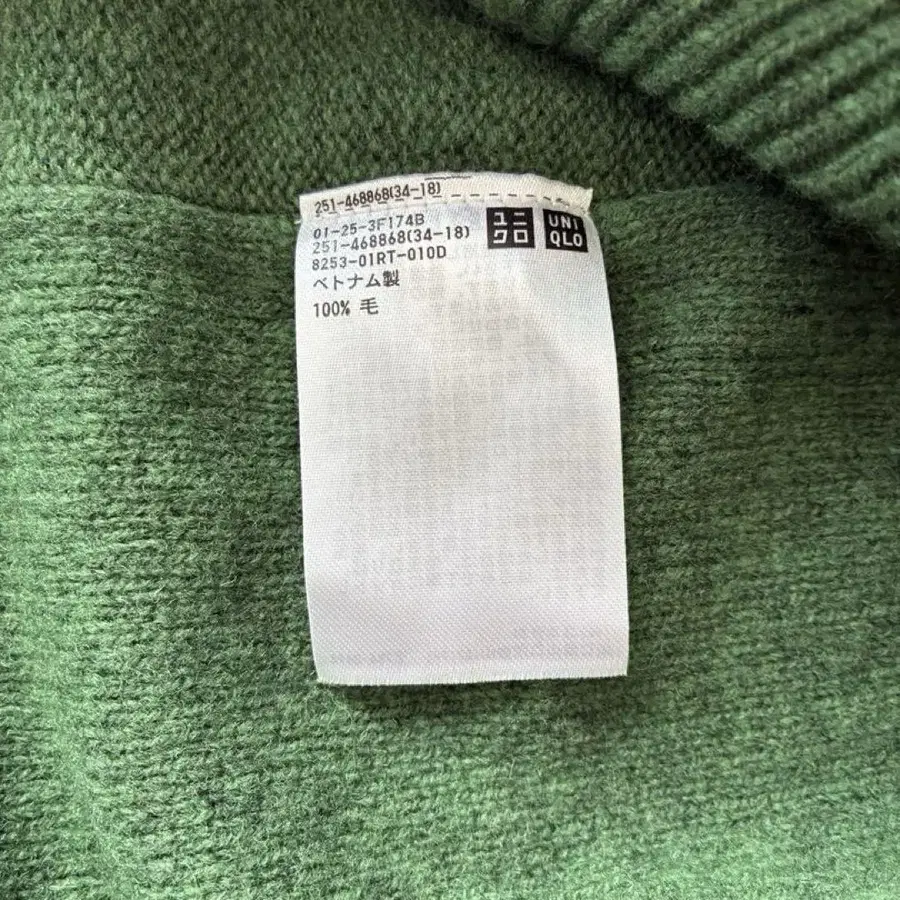 251-468868(34-18)
01-25-3F174B
251-468868(34-18)
8253-01RT-010D
ベトナム製
100% 毛
ユニ
クロ
UNI
QLO